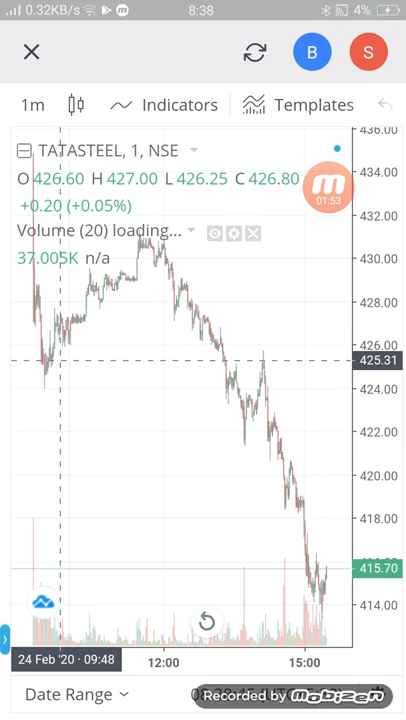 0.32KB/s 8:38 4%
B S
1m Indicators Templates
436.00
TATASTEEL, 1, NSE
434.00
O 426.60 H 427.00 L 426.25 C 426.80
+0.20 (+0.05%)
01:53
432.00
Volume (20) loading...
430.00
37.005K n/a
428.00
426.00
425.31
424.00
422.00
420.00
418.00
415.70
414.00
24 Feb '20 - 09:48 12:00 15:00
Date Range
Recorded by mobizen